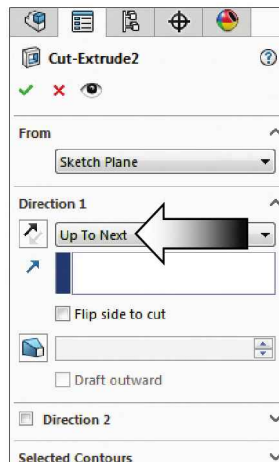 Cut-Extrude2
From
Sketch Plane
Direction 1
Up To Next
Flip side to cut
Draft outward
Direction 2
Selected Contours